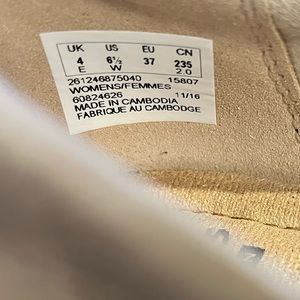 UK US EU CN
4 6½ 37 235
E W 2.0
261246875040 15807
WOMENS/FEMMES
60824626 11/16
MADE IN CAMBODIA
FABRIQUE AU CAMBODGE